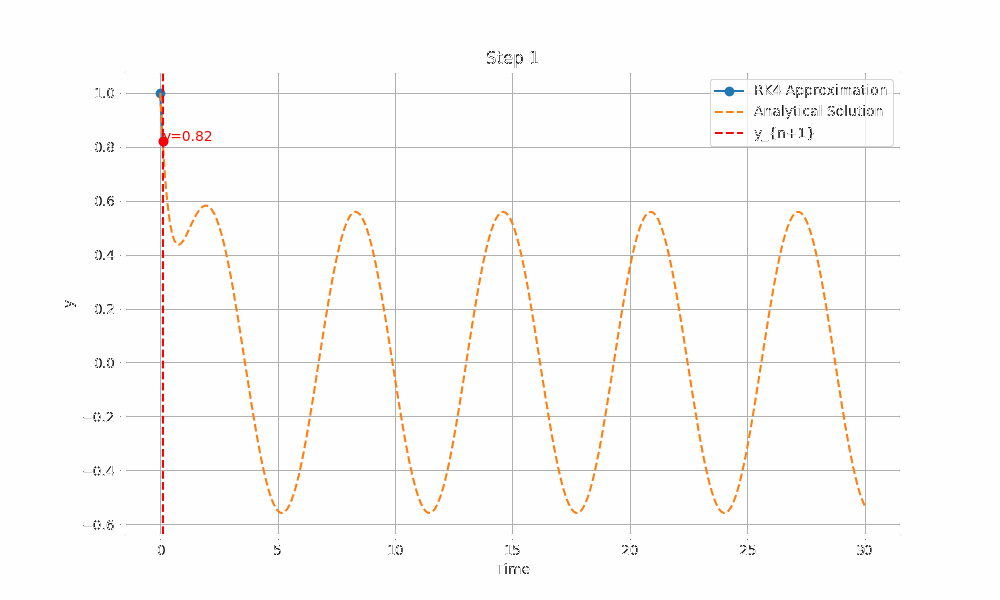 Step 1
1.0
0.8
0.6
0.4
0.2
0.0
−0.2
−0.4
−0.6
y
y=0.82
RK4 Approximation
Analytical Solution
y_{n+1}
0 5 10 15 20 25 30
Time